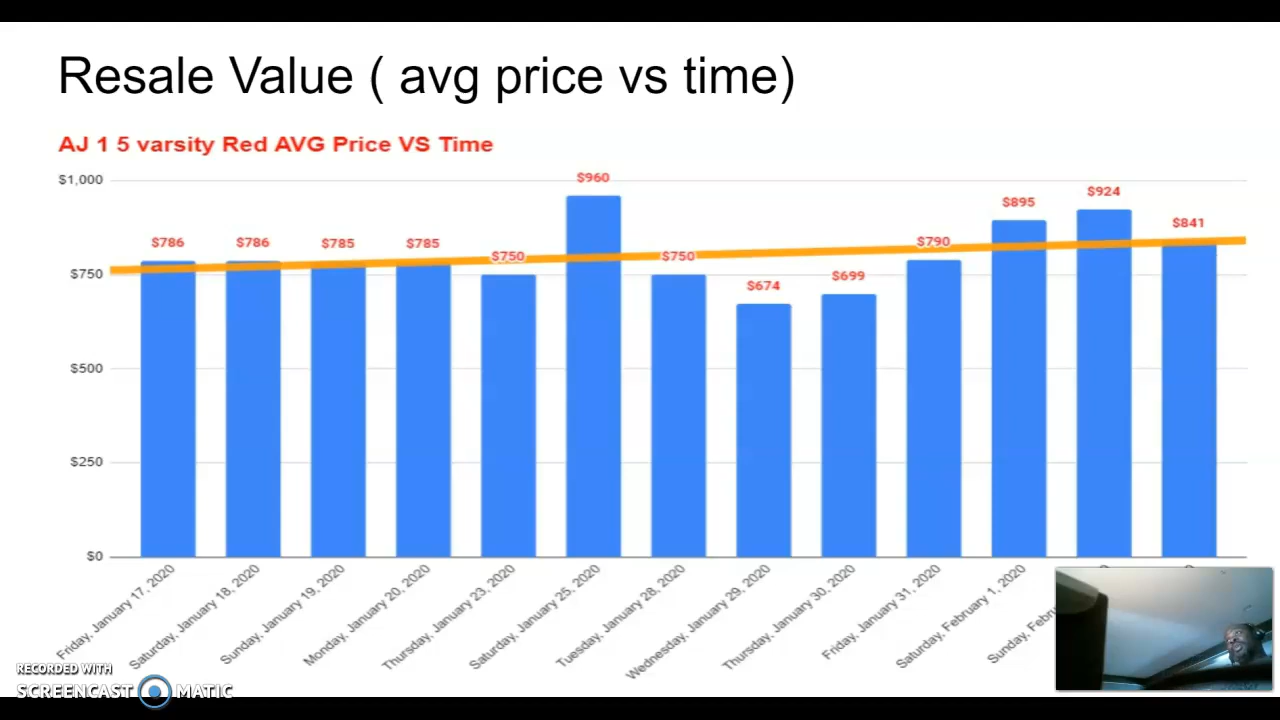 Resale Value ( avg price vs time)
AJ 1 5 varsity Red AVG Price VS Time
$1,000
$750
$500
$250
$0
$786
$786
$785
$785
$750
$960
$750
$674
$699
$790
$895
$924
$841
Friday, January 17, 2020
Saturday, January 18, 2020
Sunday, January 19, 2020
Monday, January 20, 2020
Thursday, January 23, 2020
Saturday, January 25, 2020
Tuesday, January 28, 2020
Wednesday, January 29, 2020
Thursday, January 30, 2020
Friday, January 31, 2020
Saturday, February 1, 2020
Sunday,
RECORDED WITH
SCREENCAST MATIC